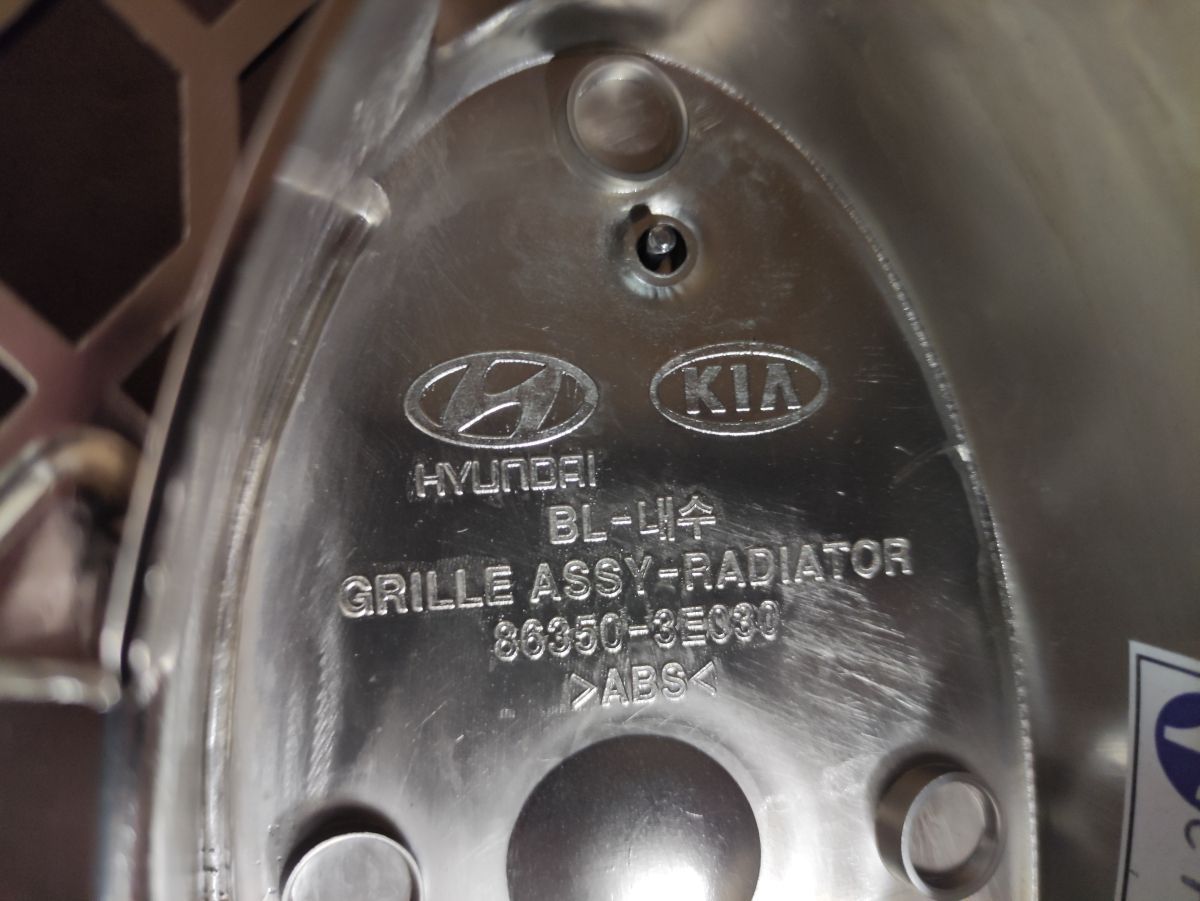 KIA
HYUNDAI
BL-내수
GRILLE ASSY-RADIATOR
86350-3E030
>ABS<